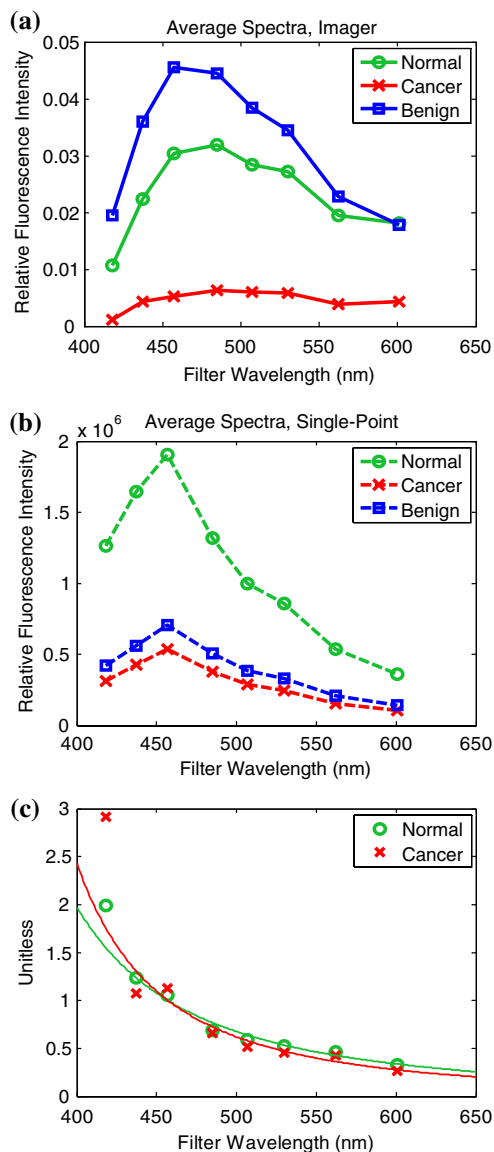 (a)
Average Spectra, Imager
0.05
0.04
0.03
0.02
0.01
0
Relative Fluorescence Intensity
Normal
Cancer
Benign
400 450 500 550 600 650
Filter Wavelength (nm)
(b)
x 10^6
Average Spectra, Single-Point
2
1.5
1
0.5
0
Relative Fluorescence Intensity
Normal
Cancer
Benign
400 450 500 550 600 650
Filter Wavelength (nm)
(c)
3
2.5
2
1.5
1
0.5
0
Unitless
Normal
Cancer
400 450 500 550 600 650
Filter Wavelength (nm)